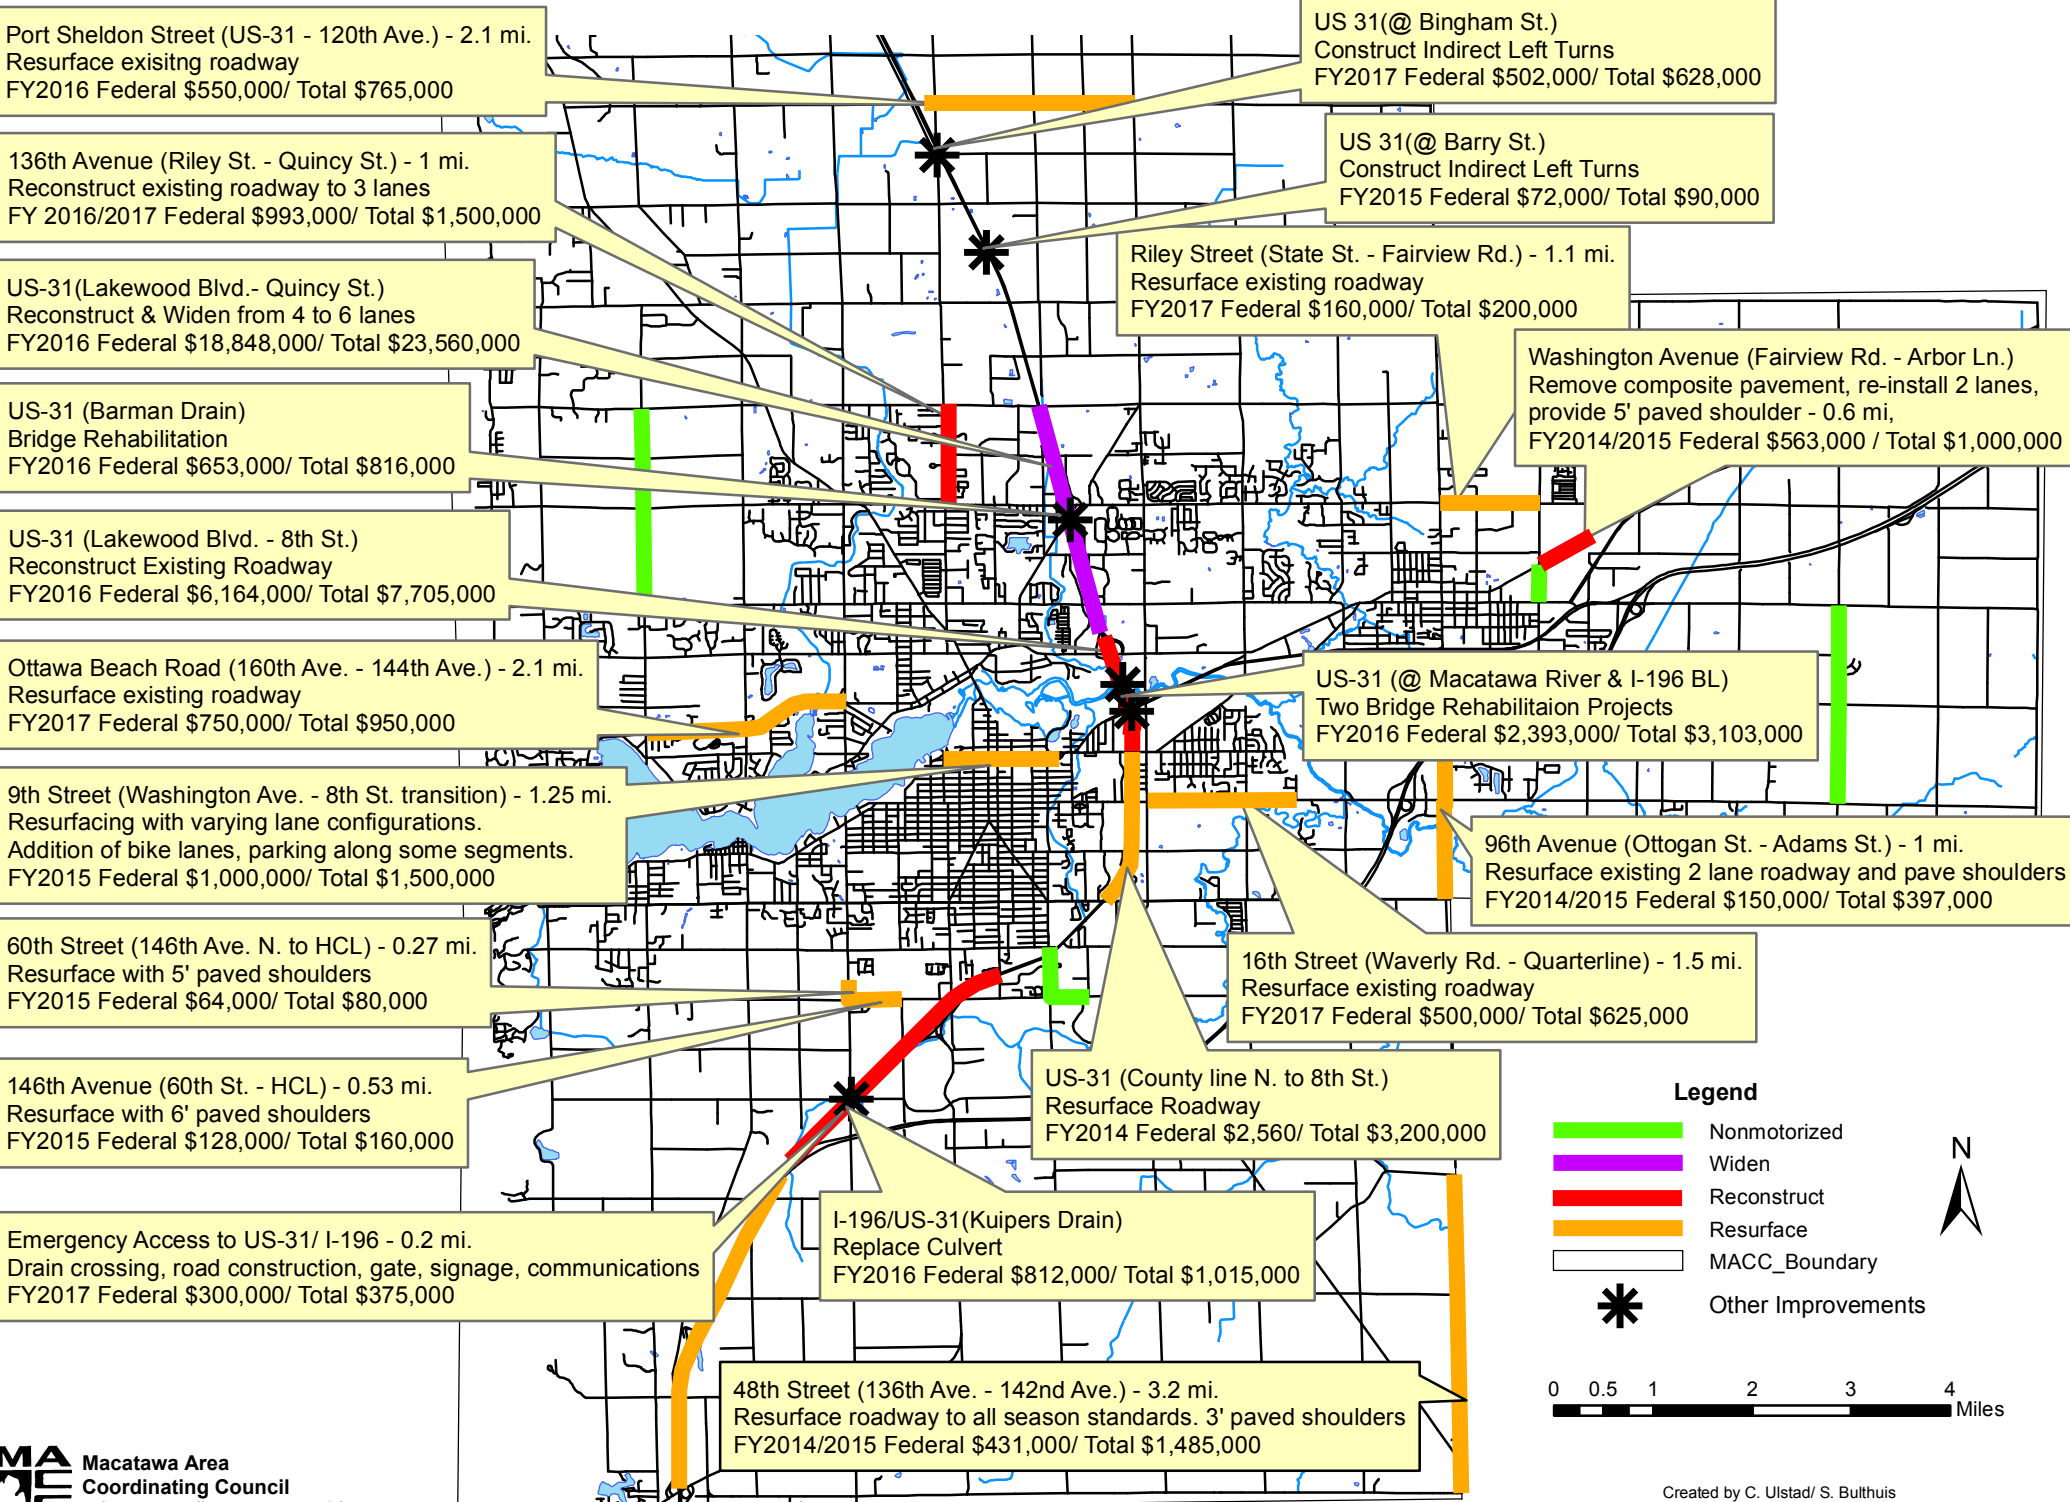 Port Sheldon Street (US-31 - 120th Ave.) - 2.1 mi.
Resurface exisitng roadway
FY2016 Federal $550,000/ Total $765,000
US 31(@ Bingham St.)
Construct Indirect Left Turns
FY2017 Federal $502,000/ Total $628,000
136th Avenue (Riley St. - Quincy St.) - 1 mi.
Reconstruct existing roadway to 3 lanes
FY 2016/2017 Federal $993,000/ Total $1,500,000
US 31(@ Barry St.)
Construct Indirect Left Turns
FY2015 Federal $72,000/ Total $90,000
US-31(Lakewood Blvd.- Quincy St.)
Reconstruct & Widen from 4 to 6 lanes
FY2016 Federal $18,848,000/ Total $23,560,000
Riley Street (State St. - Fairview Rd.) - 1.1 mi.
Resurface existing roadway
FY2017 Federal $160,000/ Total $200,000
Washington Avenue (Fairview Rd. - Arbor Ln.)
Remove composite pavement, re-install 2 lanes,
provide 5' paved shoulder - 0.6 mi,
FY2014/2015 Federal $563,000 / Total $1,000,000
US-31 (Barman Drain)
Bridge Rehabilitation
FY2016 Federal $653,000/ Total $816,000
US-31 (Lakewood Blvd. - 8th St.)
Reconstruct Existing Roadway
FY2016 Federal $6,164,000/ Total $7,705,000
Ottawa Beach Road (160th Ave. - 144th Ave.) - 2.1 mi.
Resurface existing roadway
FY2017 Federal $750,000/ Total $950,000
US-31 (@ Macatawa River & I-196 BL)
Two Bridge Rehabilitaion Projects
FY2016 Federal $2,393,000/ Total $3,103,000
9th Street (Washington Ave. - 8th St. transition) - 1.25 mi.
Resurfacing with varying lane configurations.
Addition of bike lanes, parking along some segments.
FY2015 Federal $1,000,000/ Total $1,500,000
96th Avenue (Ottogan St. - Adams St.) - 1 mi.
Resurface existing 2 lane roadway and pave shoulders
FY2014/2015 Federal $150,000/ Total $397,000
60th Street (146th Ave. N. to HCL) - 0.27 mi.
Resurface with 5' paved shoulders
FY2015 Federal $64,000/ Total $80,000
16th Street (Waverly Rd. - Quarterline) - 1.5 mi.
Resurface existing roadway
FY2017 Federal $500,000/ Total $625,000
146th Avenue (60th St. - HCL) - 0.53 mi.
Resurface with 6' paved shoulders
FY2015 Federal $128,000/ Total $160,000
US-31 (County line N. to 8th St.)
Resurface Roadway
FY2014 Federal $2,560/ Total $3,200,000
Emergency Access to US-31/ I-196 - 0.2 mi.
Drain crossing, road construction, gate, signage, communications
FY2017 Federal $300,000/ Total $375,000
I-196/US-31(Kuipers Drain)
Replace Culvert
FY2016 Federal $812,000/ Total $1,015,000
48th Street (136th Ave. - 142nd Ave.) - 3.2 mi.
Resurface roadway to all season standards. 3' paved shoulders
FY2014/2015 Federal $431,000/ Total $1,485,000
Legend
Nonmotorized
Widen
Reconstruct
Resurface
MACC_Boundary
Other Improvements
N
0 0.5 1 2 3 4
Miles
MA
Macatawa Area
Coordinating Council
Created by C. Ulstad/ S. Bulthuis